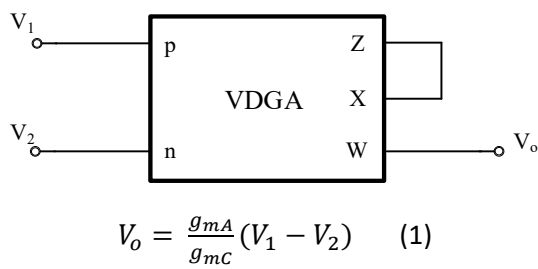 V₁ p Z
VDGA X
V₂ n W Vₒ
Vₒ = gₘA/gₘC (V₁ − V₂) (1)